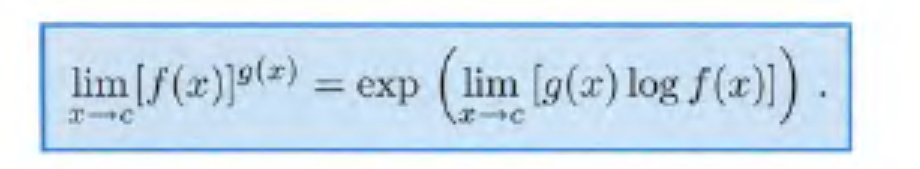 lim_{x→c} [f(x)]^{g(x)} = exp ( lim_{x→c} [g(x) log f(x)] ) .